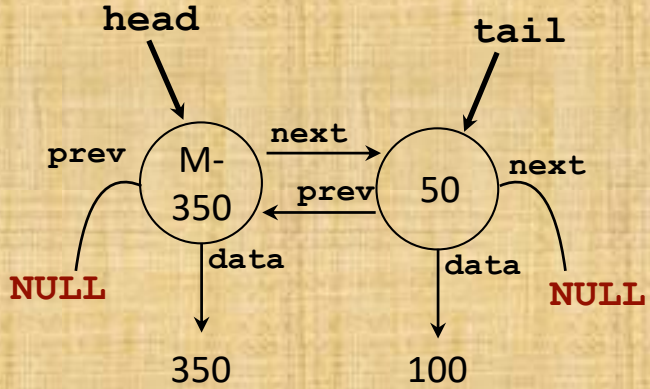 head
tail
prev
M-
350
next
prev
50
next
NULL
data
data
NULL
350
100